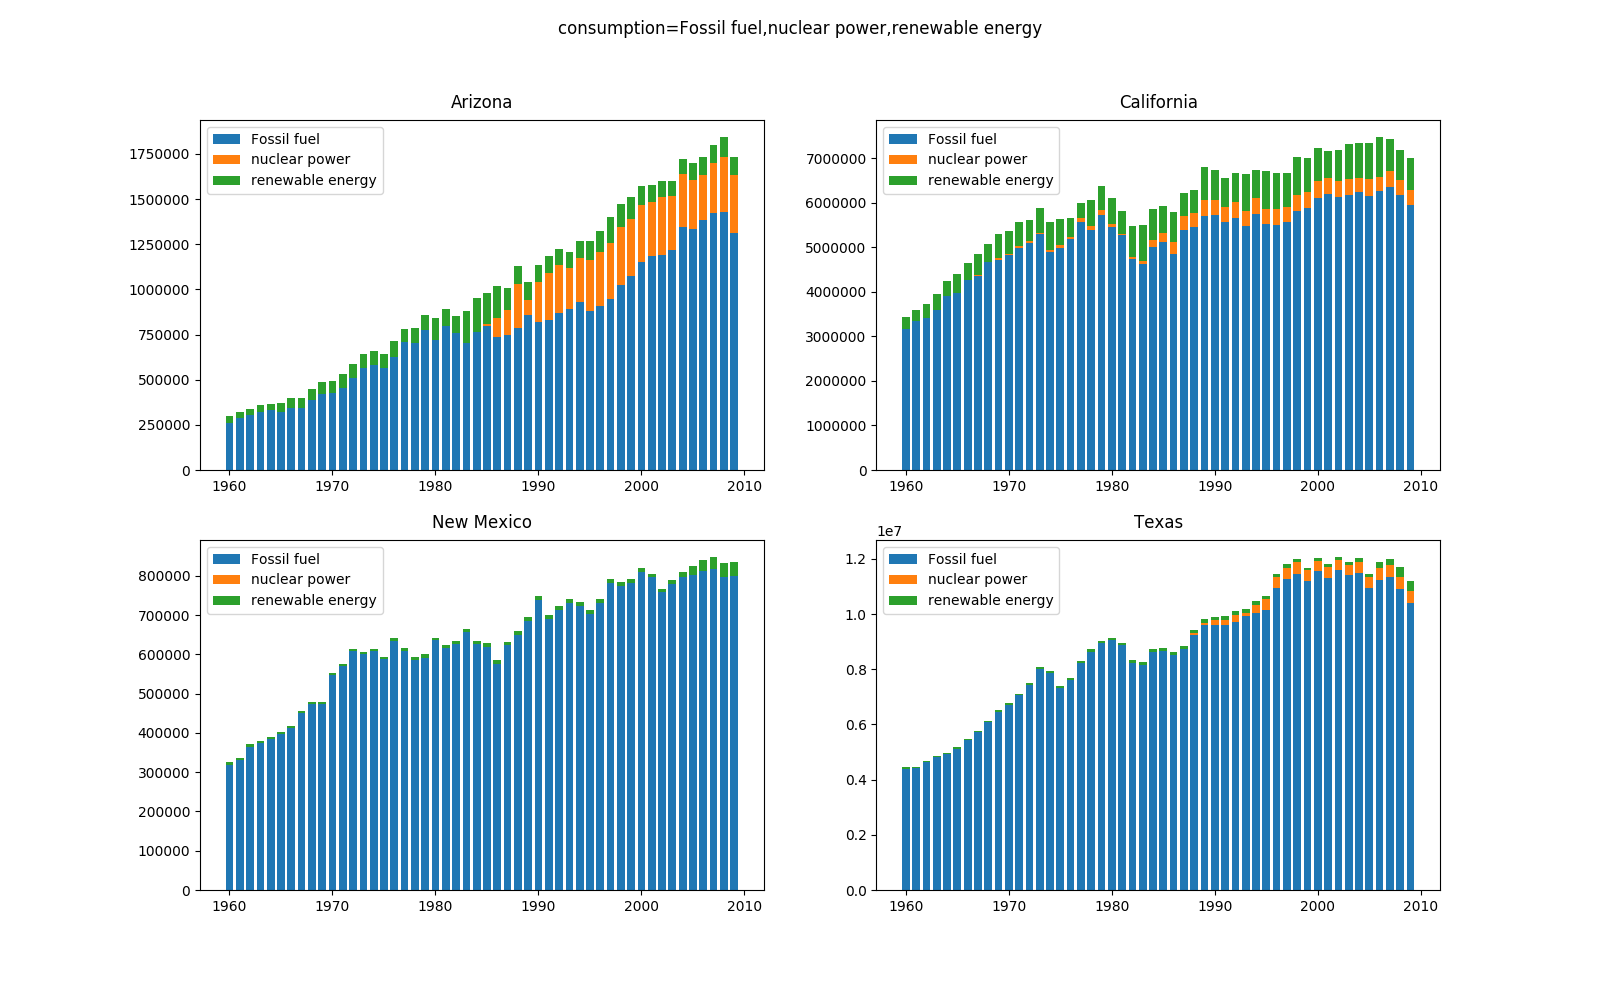 consumption=Fossil fuel,nuclear power,renewable energy
Arizona
Fossil fuel
nuclear power
renewable energy
1750000
1500000
1250000
1000000
750000
500000
250000
0
1960 1970 1980 1990 2000 2010
California
Fossil fuel
nuclear power
renewable energy
7000000
6000000
5000000
4000000
3000000
2000000
1000000
0
1960 1970 1980 1990 2000 2010
New Mexico
Fossil fuel
nuclear power
renewable energy
800000
700000
600000
500000
400000
300000
200000
100000
0
1960 1970 1980 1990 2000 2010
Texas
1e7
Fossil fuel
nuclear power
renewable energy
1.2
1.0
0.8
0.6
0.4
0.2
0.0
1960 1970 1980 1990 2000 2010